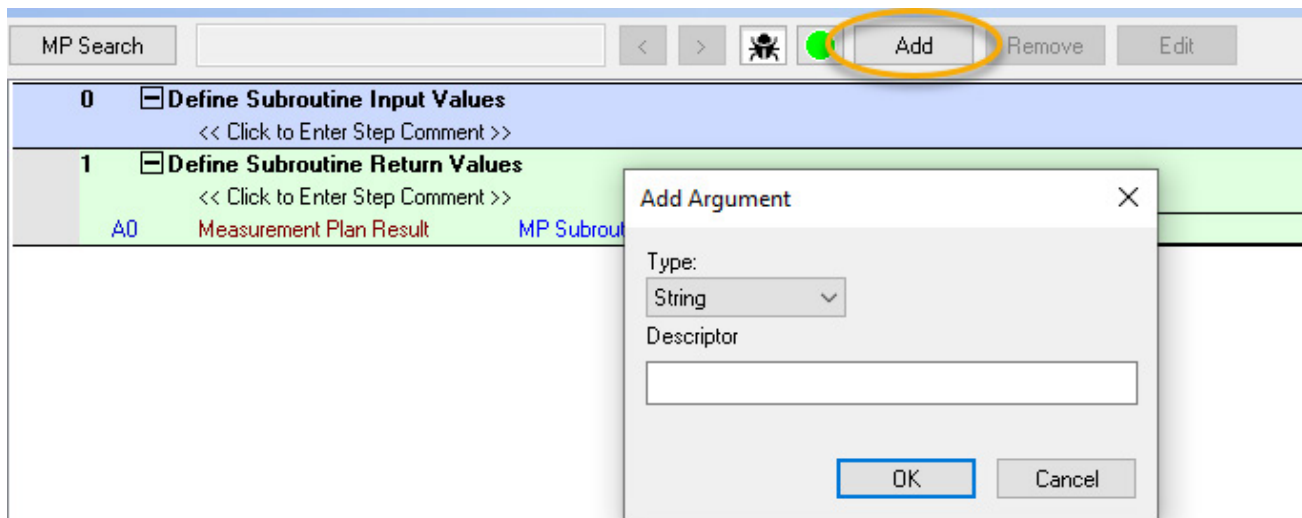 MP Search < > Add Remove Edit
0 Define Subroutine Input Values
<< Click to Enter Step Comment >>
1 Define Subroutine Return Values
<< Click to Enter Step Comment >>
A0 Measurement Plan Result MP Subrout
Add Argument
Type:
String
Descriptor
OK Cancel